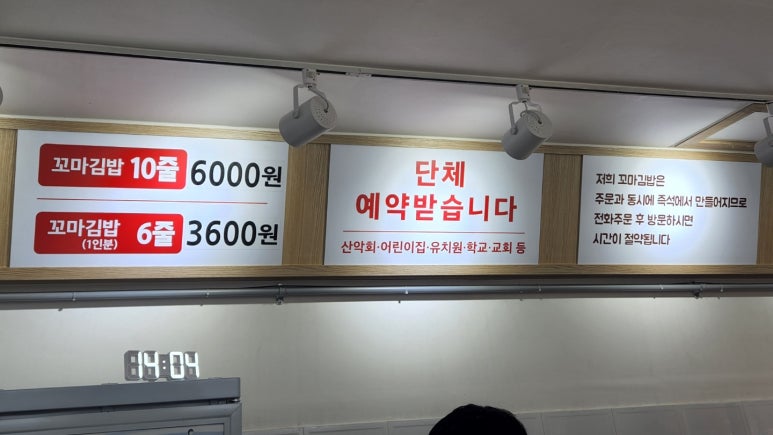 꼬마김밥 10줄 6000원
꼬마김밥 (1인분) 6줄 3600원
단체
예약받습니다
산악회·어린이집·유치원·학교·교회 등
저희 꼬마김밥은
주문과 동시에 즉석에서 만들어지므로
전화주문 후 방문하시면
시간이 절약됩니다
14:04